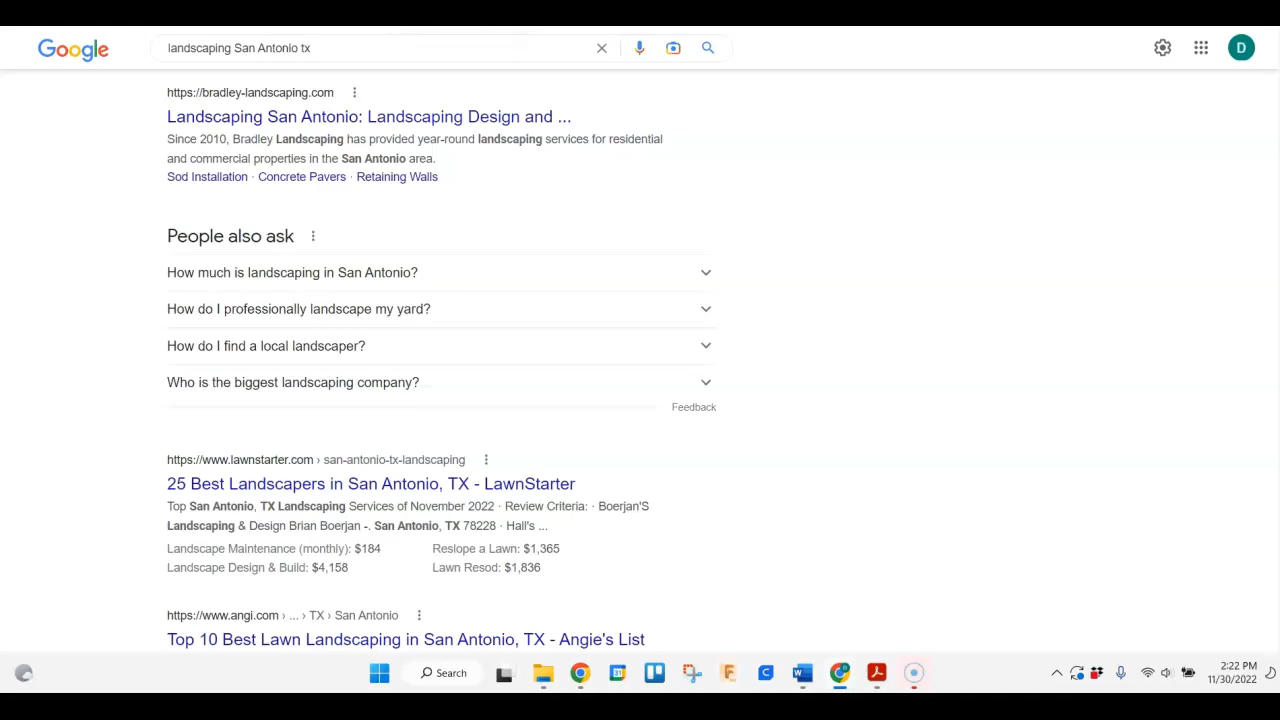 Google
landscaping San Antonio tx
D
https://bradley-landscaping.com
Landscaping San Antonio: Landscaping Design and ...
Since 2010, Bradley Landscaping has provided year-round landscaping services for residential
and commercial properties in the San Antonio area.
Sod Installation · Concrete Pavers · Retaining Walls
People also ask
How much is landscaping in San Antonio?
How do I professionally landscape my yard?
How do I find a local landscaper?
Who is the biggest landscaping company?
Feedback
https://www.lawnstarter.com › san-antonio-tx-landscaping
25 Best Landscapers in San Antonio, TX - LawnStarter
Top San Antonio, TX Landscaping Services of November 2022 · Review Criteria: · Boerjan'S
Landscaping & Design Brian Boerjan -. San Antonio, TX 78228 · Hall's ...
Landscape Maintenance (monthly): $184 Reslope a Lawn: $1,365
Landscape Design & Build: $4,158 Lawn Resod: $1,836
https://www.angi.com › ... › TX › San Antonio
Top 10 Best Lawn Landscaping in San Antonio, TX - Angie's List
Search
2:22 PM
11/30/2022